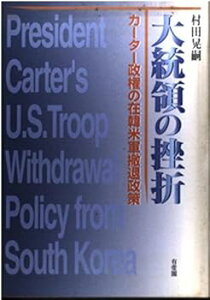 村田晃嗣
大統領の挫折
カーター政権の在韓米軍撤退政策
President
Carter's
U.S.Troop
Withdrawal
Policy from
South Korea
有斐閣